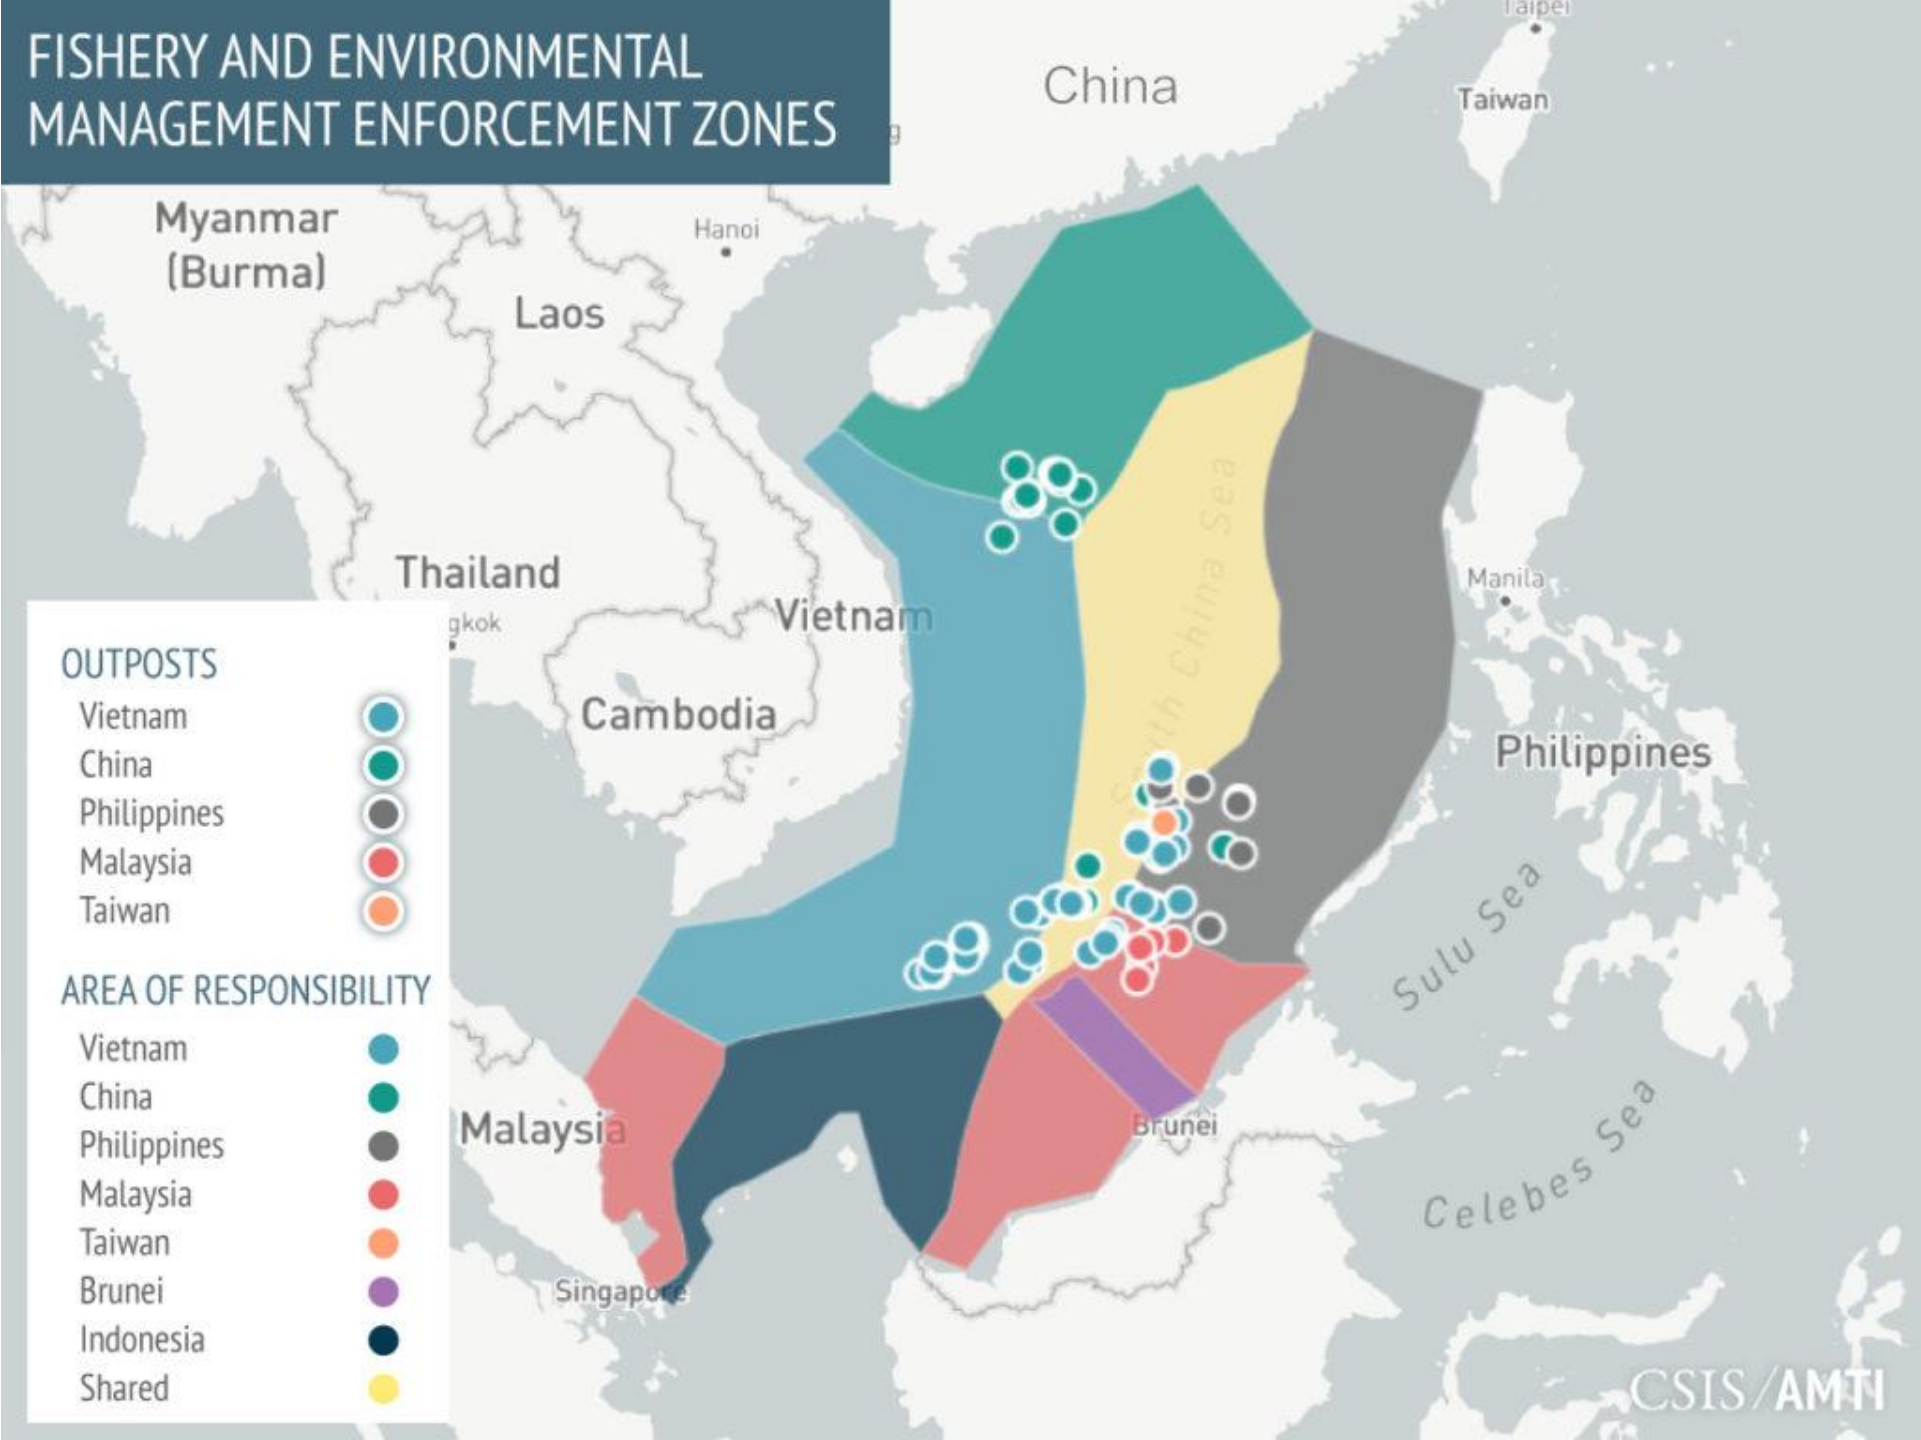 FISHERY AND ENVIRONMENTAL
MANAGEMENT ENFORCEMENT ZONES
Taipei
China
Taiwan
g
Myanmar
(Burma)
Hanoi
Laos
Thailand
gkok
Vietnam
Cambodia
South China Sea
Manila
Philippines
Sulu Sea
Celebes Sea
Malaysia
Brunei
Singapore
OUTPOSTS
Vietnam
China
Philippines
Malaysia
Taiwan
AREA OF RESPONSIBILITY
Vietnam
China
Philippines
Malaysia
Taiwan
Brunei
Indonesia
Shared
CSIS/AMTI